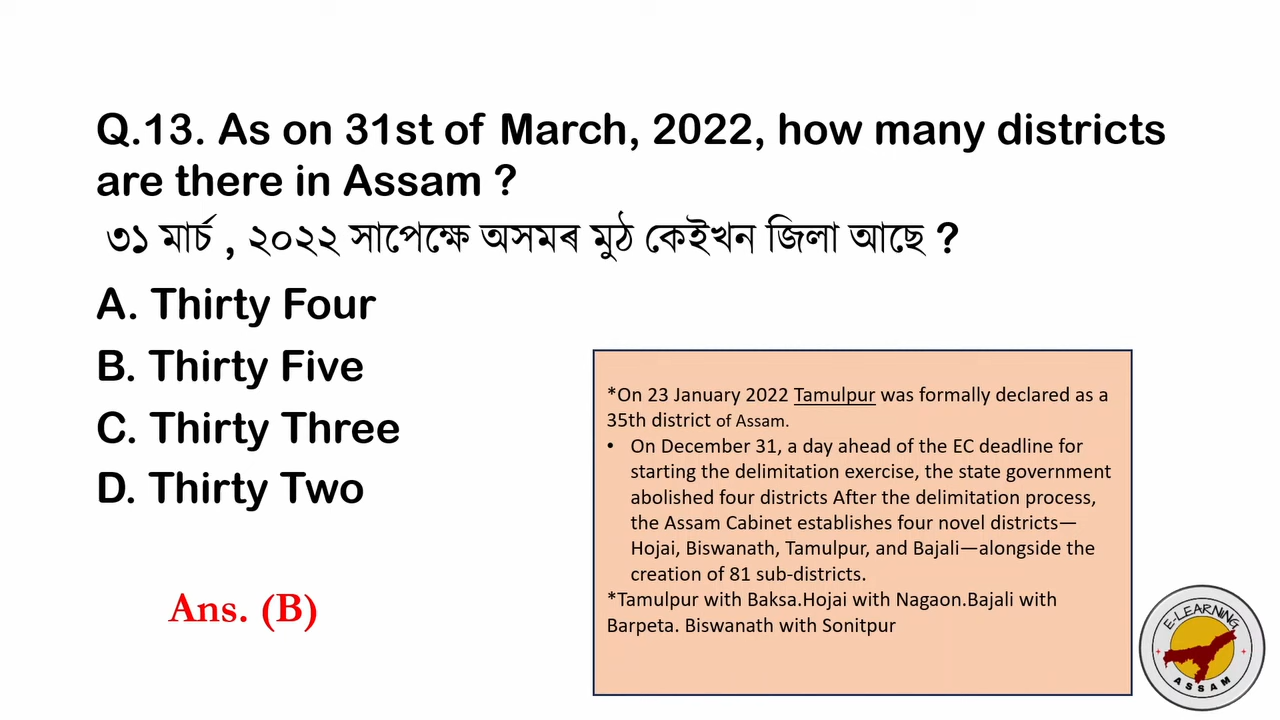 Q.13. As on 31st of March, 2022, how many districts
are there in Assam ?
৩১ মাৰ্চ , ২০২২ সাপেক্ষে অসমৰ মুঠ কেইখন জিলা আছে ?
A. Thirty Four
B. Thirty Five
C. Thirty Three
D. Thirty Two
Ans. (B)
*On 23 January 2022 Tamulpur was formally declared as a
35th district of Assam.
• On December 31, a day ahead of the EC deadline for
starting the delimitation exercise, the state government
abolished four districts After the delimitation process,
the Assam Cabinet establishes four novel districts—
Hojai, Biswanath, Tamulpur, and Bajali—alongside the
creation of 81 sub-districts.
*Tamulpur with Baksa.Hojai with Nagaon.Bajali with
Barpeta. Biswanath with Sonitpur
E-LEARNING
ASSAM